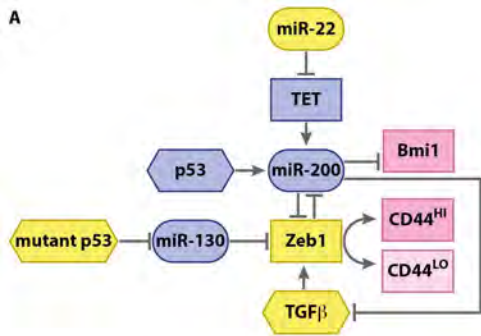 A
miR-22
TET
p53
miR-200
Bmi1
mutant p53
miR-130
Zeb1
CD44HI
CD44LO
TGFβ